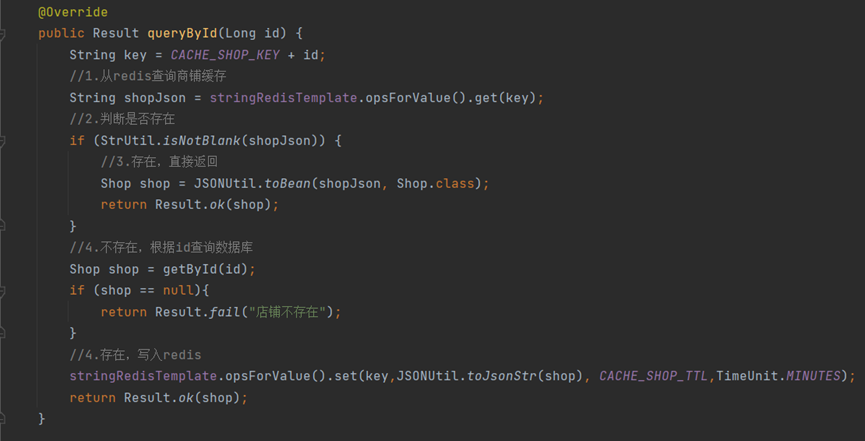 @Override
public Result queryById(Long id) {
    String key = CACHE_SHOP_KEY + id;
    //1.从redis查询商铺缓存
    String shopJson = stringRedisTemplate.opsForValue().get(key);
    //2.判断是否存在
    if (StrUtil.isNotBlank(shopJson)) {
        //3.存在，直接返回
        Shop shop = JSONUtil.toBean(shopJson, Shop.class);
        return Result.ok(shop);
    }
    //4.不存在，根据id查询数据库
    Shop shop = getById(id);
    if (shop == null){
        return Result.fail("店铺不存在");
    }
    //4.存在，写入redis
    stringRedisTemplate.opsForValue().set(key,JSONUtil.toJsonStr(shop), CACHE_SHOP_TTL,TimeUnit.MINUTES);
    return Result.ok(shop);
}